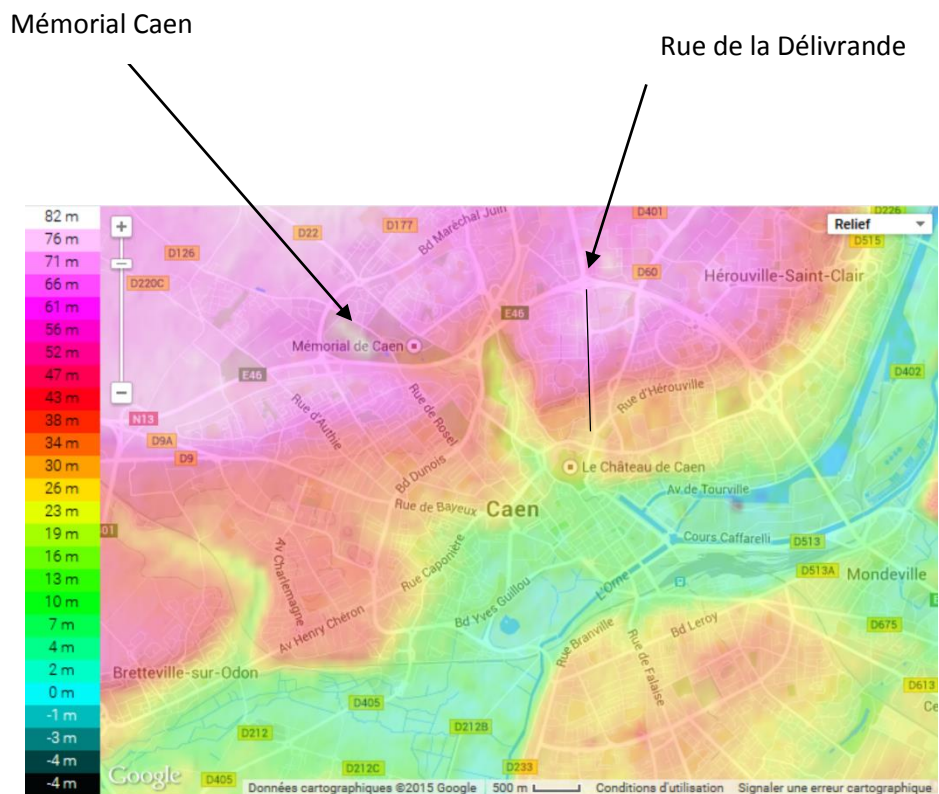 Mémorial Caen
Rue de la Délivrande
82 m
76 m
71 m
66 m
61 m
56 m
52 m
47 m
43 m
38 m
34 m
30 m
26 m
23 m
19 m
16 m
13 m
10 m
7 m
4 m
2 m
0 m
-1 m
-3 m
-4 m
-4 m
+
−
Relief
D22
D177
Bd Maréchal Juin
D401
D226
D515
D126
D220C
D60
Hérouville-Saint-Clair
E46
Mémorial de Caen
E46
D402
Rue d'Hérouville
Rue d'Authie
Rue de Rosel
N13
D9A
D9
Bd Dunois
Le Château de Caen
Av de Tourville
Rue de Bayeux
Caen
01
Cours Caffarelli
D513
Av Charlemagne
Rue Caponière
D513A
Mondeville
L'Orne
Bd Yves Guillou
Av Henry Chéron
Rue Branville
Rue de Falaise
Bd Leroy
D675
Bretteville-sur-Odon
D613
Ce
D405
D212
D212B
D212C
D233
Google
D405
Données cartographiques ©2015 Google
500 m
Conditions d'utilisation
Signaler une erreur cartographique